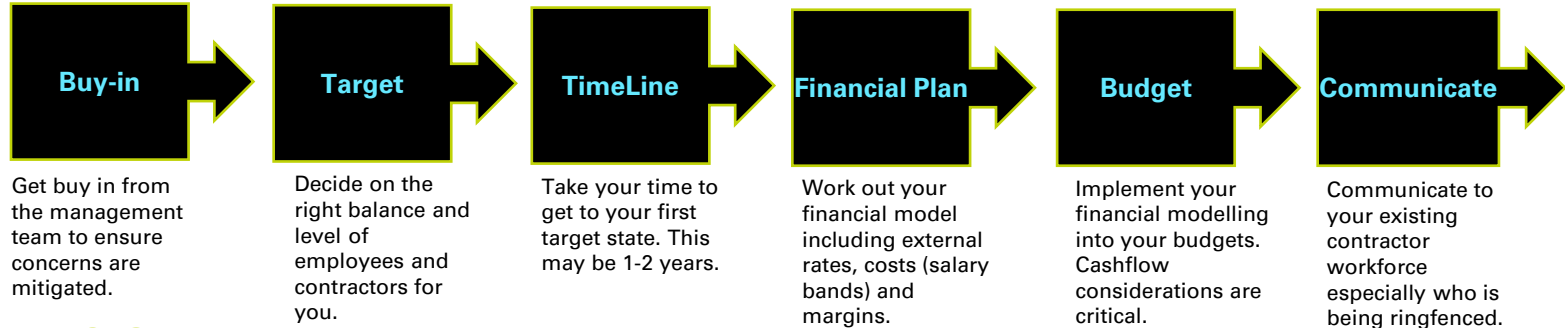 Buy-in
Target
TimeLine
Financial Plan
Budget
Communicate
Get buy in from
the management
team to ensure
concerns are
mitigated.
Decide on the
right balance and
level of
employees and
contractors for
you.
Take your time to
get to your first
target state. This
may be 1-2 years.
Work out your
financial model
including external
rates, costs (salary
bands) and
margins.
Implement your
financial modelling
into your budgets.
Cashflow
considerations are
critical.
Communicate to
your existing
contractor
workforce
especially who is
being ringfenced.